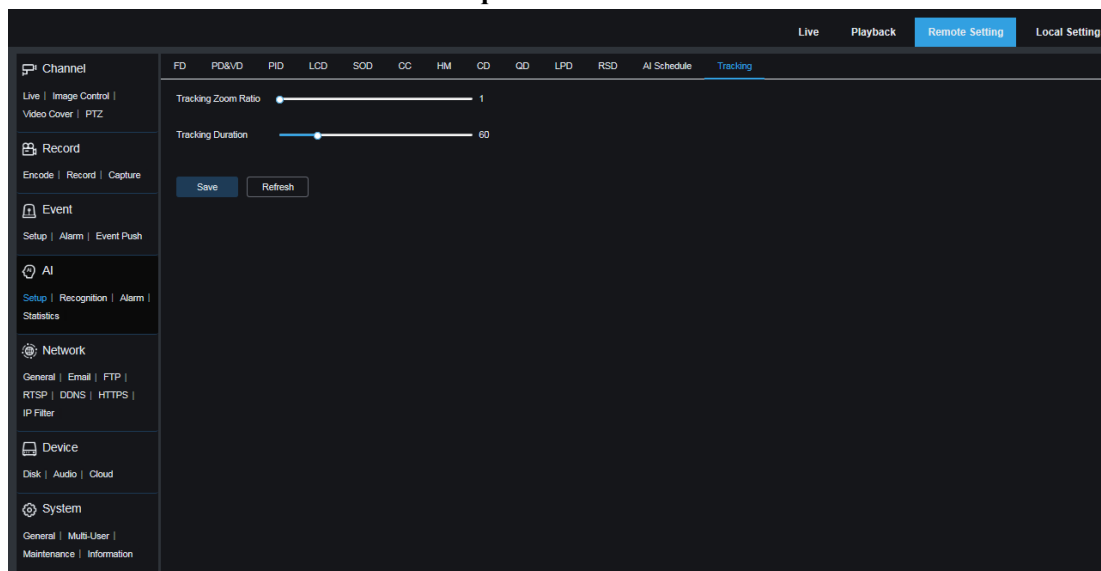 Live Playback Remote Setting Local Setting
Channel
Live | Image Control |
Video Cover | PTZ
Record
Encode | Record | Capture
Event
Setup | Alarm | Event Push
AI
Setup | Recognition | Alarm |
Statistics
Network
General | Email | FTP |
RTSP | DDNS | HTTPS |
IP Filter
Device
Disk | Audio | Cloud
System
General | Multi-User |
Maintenance | Information
FD PD&VD PID LCD SOD CC HM CD QD LPD RSD AI Schedule Tracking
Tracking Zoom Ratio 1
Tracking Duration 60
Save Refresh